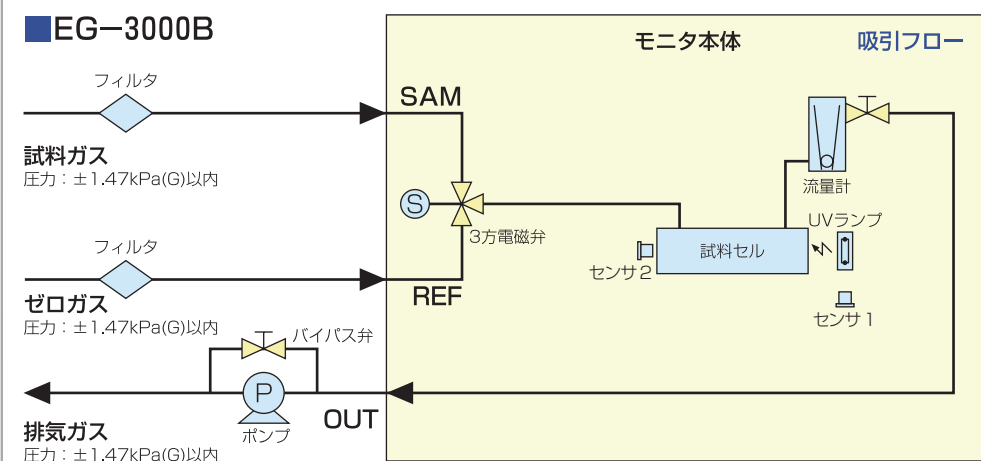 ■EG−3000B
モニタ本体
吸引フロー
フィルタ
SAM
試料ガス
圧力：±1.47kPa(G)以内
流量計
S
3方電磁弁
UVランプ
フィルタ
試料セル
センサ2
REF
ゼロガス
圧力：±1.47kPa(G)以内
センサ1
バイパス弁
P
OUT
ポンプ
排気ガス
圧力：±1.47kPa(G)以内